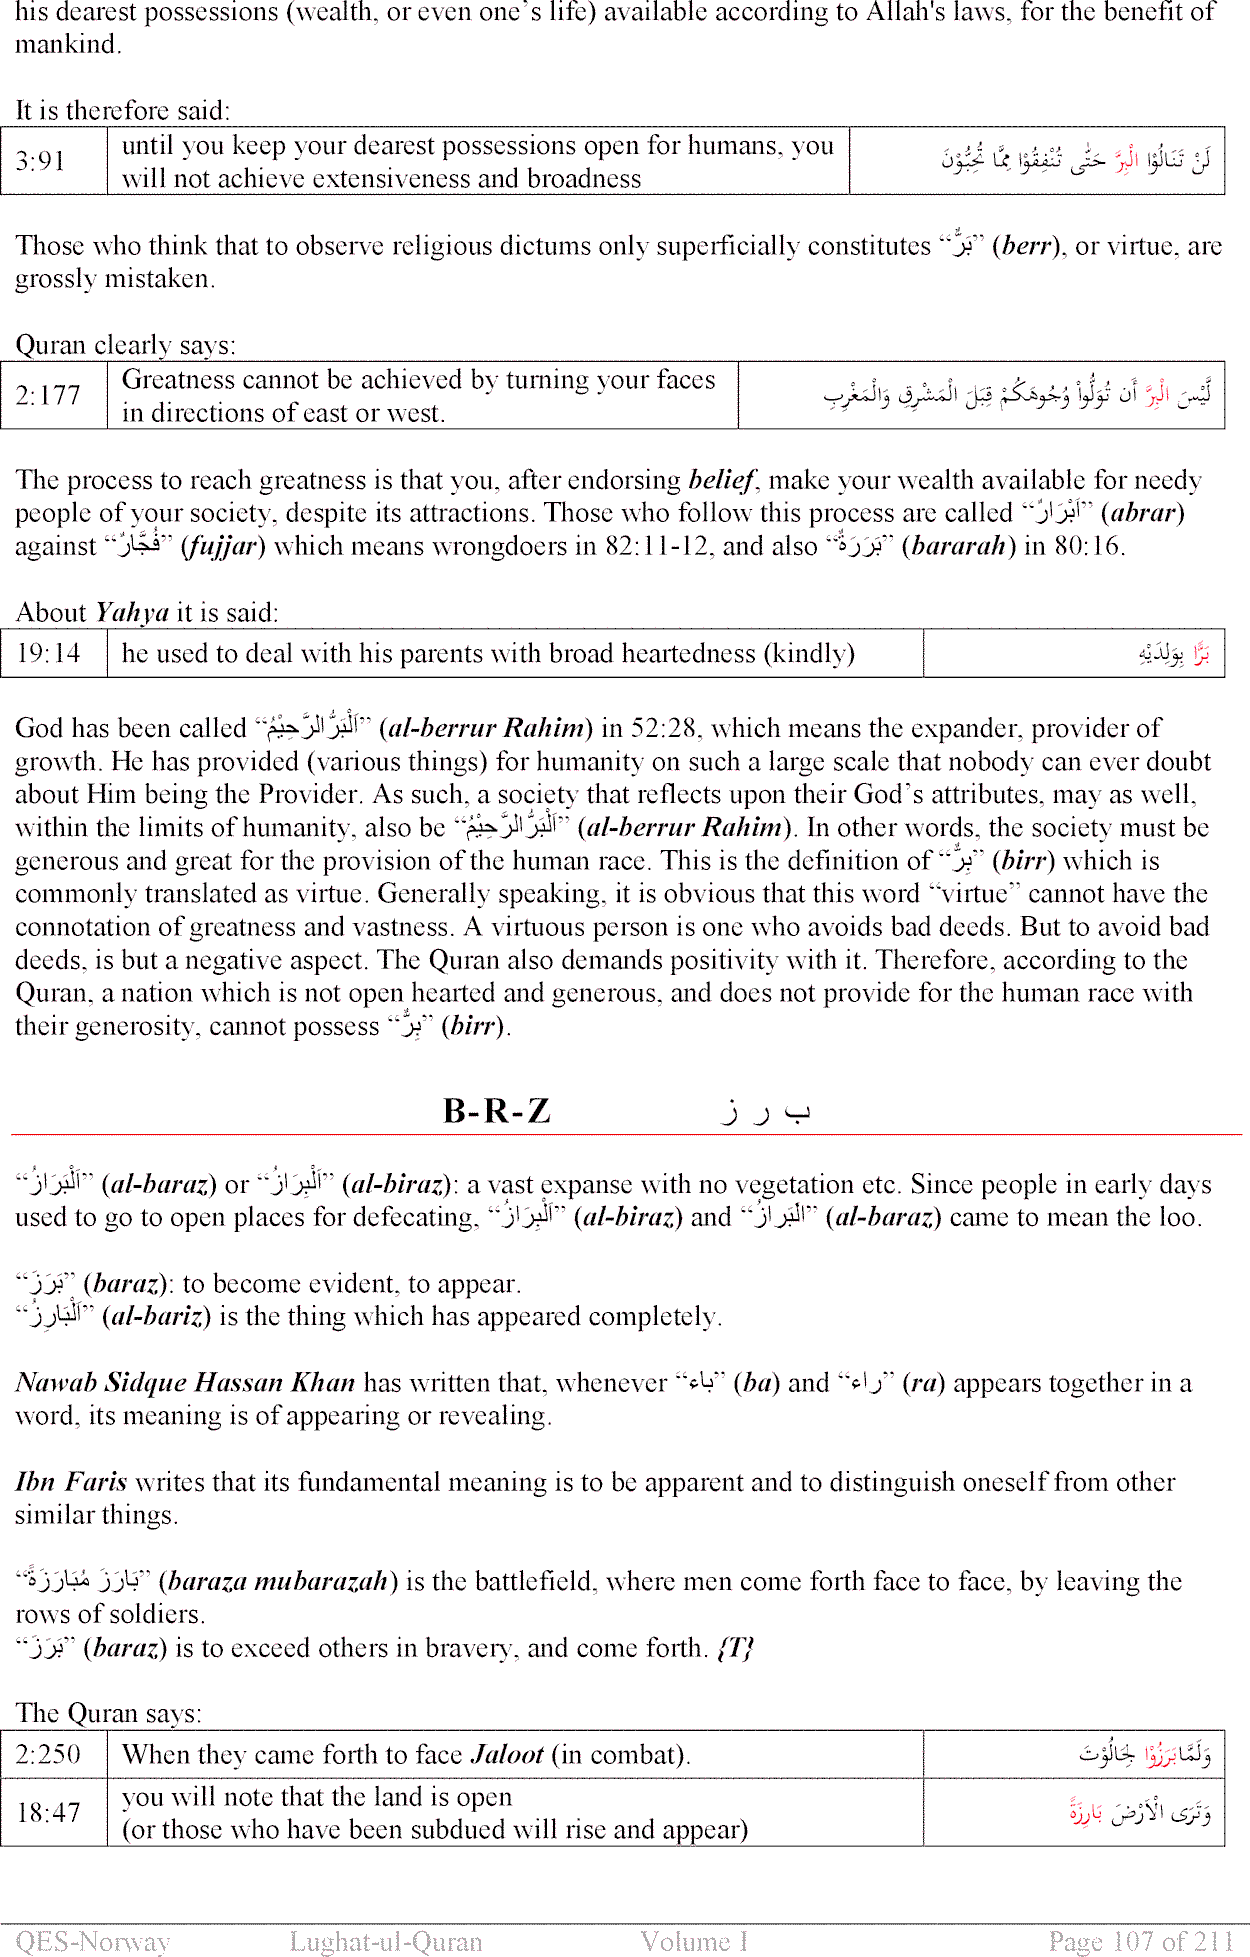 his dearest possessions (wealth, or even one's life) available according to Allah's laws, for the benefit of
mankind.
It is therefore said:
3:91 until you keep your dearest possessions open for humans, you will not achieve extensiveness and broadness لَنْ تَنَالُوْا الْبِرَّ حَتّٰى تُنْفِقُوْا مِمَّا تُحِبُّوْنَ
Those who think that to observe religious dictums only superficially constitutes “بَرٌّ” (berr), or virtue, are
grossly mistaken.
Quran clearly says:
2:177 Greatness cannot be achieved by turning your faces in directions of east or west. لَّيْسَ الْبِرَّ أَن تُوَلُّواْ وُجُوهَكُمْ قِبَلَ الْمَشْرِقِ وَالْمَغْرِبِ
The process to reach greatness is that you, after endorsing belief, make your wealth available for needy
people of your society, despite its attractions. Those who follow this process are called “اَبْرَارٌ” (abrar)
against “فُجَّارٌ” (fujjar) which means wrongdoers in 82:11-12, and also “بَرَرَةٌ” (bararah) in 80:16.
About Yahya it is said:
19:14 he used to deal with his parents with broad heartedness (kindly) بَرًّا بِوَلِدَيْهِ
God has been called “اَلْبَرُّ الرَّحِيْمُ” (al-berrur Rahim) in 52:28, which means the expander, provider of
growth. He has provided (various things) for humanity on such a large scale that nobody can ever doubt
about Him being the Provider. As such, a society that reflects upon their God's attributes, may as well,
within the limits of humanity, also be “اَلْبَرُّ الرَّحِيْمُ” (al-berrur Rahim). In other words, the society must be
generous and great for the provision of the human race. This is the definition of “بِرٌّ” (birr) which is
commonly translated as virtue. Generally speaking, it is obvious that this word “virtue” cannot have the
connotation of greatness and vastness. A virtuous person is one who avoids bad deeds. But to avoid bad
deeds, is but a negative aspect. The Quran also demands positivity with it. Therefore, according to the
Quran, a nation which is not open hearted and generous, and does not provide for the human race with
their generosity, cannot possess “بِرٌّ” (birr).
B-R-Z ب ر ز
“اَلْبَرَازُ” (al-baraz) or “اَلْبِرَازُ” (al-biraz): a vast expanse with no vegetation etc. Since people in early days
used to go to open places for defecating, “اَلْبِرَازُ” (al-biraz) and “الْبَرازُ” (al-baraz) came to mean the loo.
“بَرَزَ” (baraz): to become evident, to appear.
“اَلْبَارِزُ” (al-bariz) is the thing which has appeared completely.
Nawab Sidque Hassan Khan has written that, whenever “باء” (ba) and “راء” (ra) appears together in a
word, its meaning is of appearing or revealing.
Ibn Faris writes that its fundamental meaning is to be apparent and to distinguish oneself from other
similar things.
“بَارَزَ مُبَارَزَةً” (baraza mubarazah) is the battlefield, where men come forth face to face, by leaving the
rows of soldiers.
“بَرَزَ” (baraz) is to exceed others in bravery, and come forth. {T}
The Quran says:
2:250 When they came forth to face Jaloot (in combat). وَلَمَّابَرَزُوْا لِجَالُوْتَ
18:47 you will note that the land is open (or those who have been subdued will rise and appear) وَتَرَى الْاَرْضَ بَارِزَةً
QES-Norway Lughat-ul-Quran Volume I Page 107 of 211